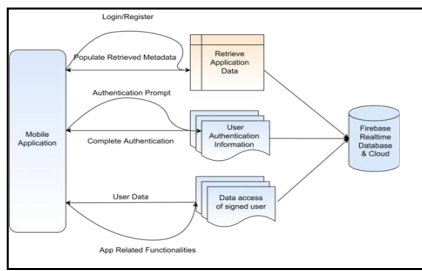 Login/Register
Populate Retrieved Metadata
Retrieve
Application
Data
Authentication Prompt
Mobile
Application
Complete Authentication
User
Authentication
Information
Firebase
Realtime
Database
& Cloud
User Data
Data access
of signed user
App Related Functionalities